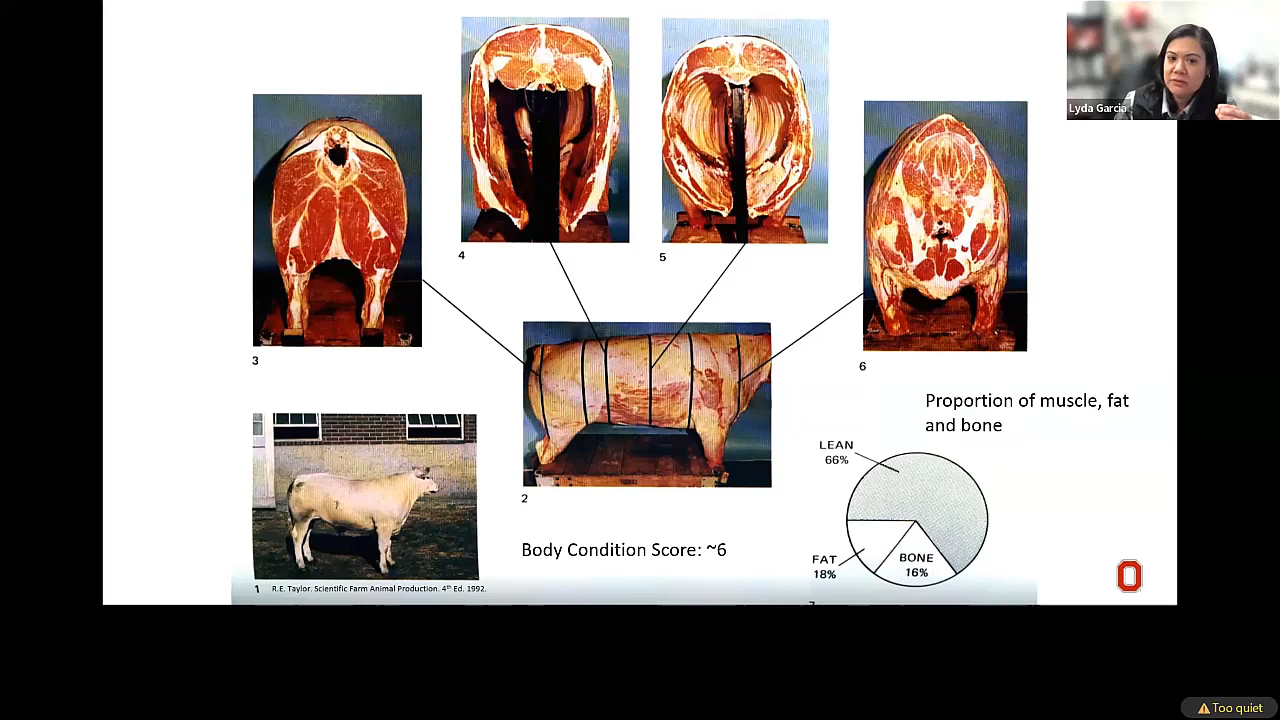 Lyda Garcia
4
5
3
6
Proportion of muscle, fat
and bone
LEAN
66%
2
Body Condition Score: ~6
FAT
18%
BONE
16%
1 R.E. Taylor. Scientific Farm Animal Production. 4th Ed. 1992.
Too quiet